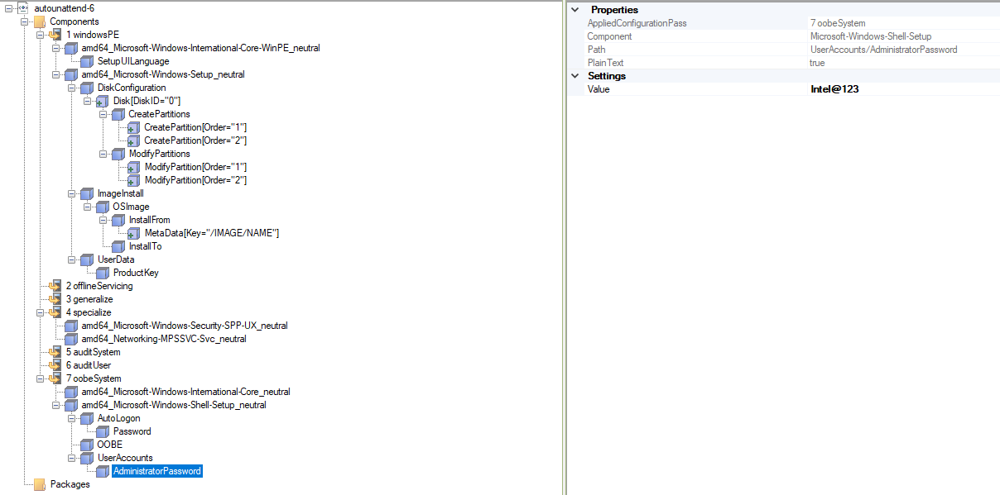 autounattend-6
Components
1 windowsPE
amd64_Microsoft-Windows-International-Core-WinPE_neutral
SetupUILanguage
amd64_Microsoft-Windows-Setup_neutral
DiskConfiguration
Disk[DiskID="0"]
CreatePartitions
CreatePartition[Order="1"]
CreatePartition[Order="2"]
ModifyPartitions
ModifyPartition[Order="1"]
ModifyPartition[Order="2"]
ImageInstall
OSImage
InstallFrom
MetaData[Key="/IMAGE/NAME"]
InstallTo
UserData
ProductKey
2 offlineServicing
3 generalize
4 specialize
amd64_Microsoft-Windows-Security-SPP-UX_neutral
amd64_Networking-MPSSVC-Svc_neutral
5 auditSystem
6 auditUser
7 oobeSystem
amd64_Microsoft-Windows-International-Core_neutral
amd64_Microsoft-Windows-Shell-Setup_neutral
AutoLogon
Password
OOBE
UserAccounts
AdministratorPassword
Packages
Properties
AppliedConfigurationPass 7 oobeSystem
Component Microsoft-Windows-Shell-Setup
Path UserAccounts/AdministratorPassword
PlainText true
Settings
Value Intel@123